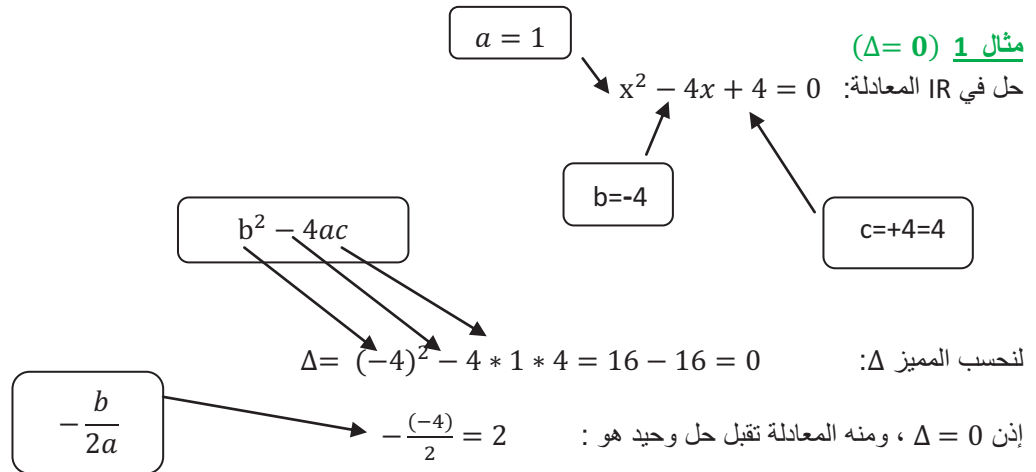 مثال 1 (Δ= 0)
a = 1
حل في IR المعادلة: x² − 4x + 4 = 0
b=-4
c=+4=4
b² − 4ac
لنحسب المميز Δ: Δ= (−4)² − 4 ∗ 1 ∗ 4 = 16 − 16 = 0
−b/2a
إذن Δ = 0 ، ومنه المعادلة تقبل حل وحيد هو : −(−4)/2 = 2